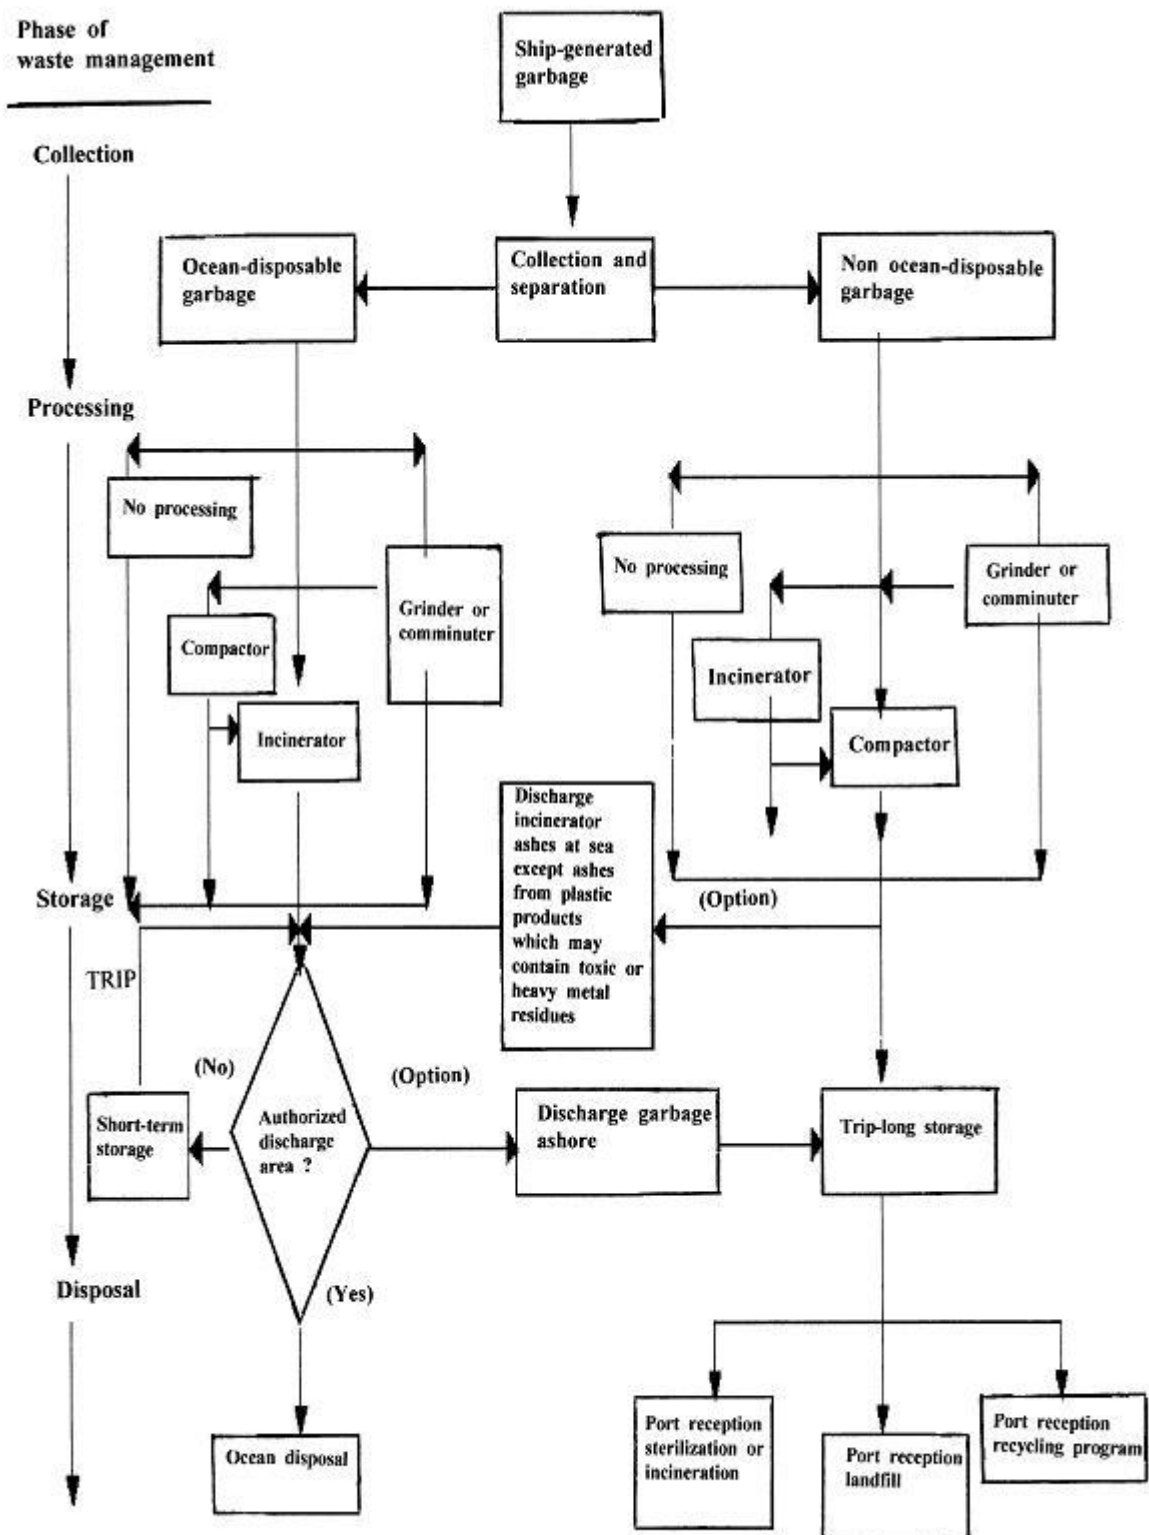 Phase of
waste management
Ship-generated
garbage
Collection
Ocean-disposable
garbage
Collection and
separation
Non ocean-disposable
garbage
Processing
No processing
Compactor
Grinder or
comminuter
Incinerator
No processing
Grinder or
comminuter
Incinerator
Compactor
Discharge
incinerator
ashes at sea
except ashes
from plastic
products
which may
contain toxic or
heavy metal
residues
Storage
(Option)
TRIP
(No)
(Option)
Short-term
storage
Authorized
discharge
area ?
Discharge garbage
ashore
Trip-long storage
Disposal
(Yes)
Ocean disposal
Port reception
sterilization or
incineration
Port reception
landfill
Port reception
recycling program